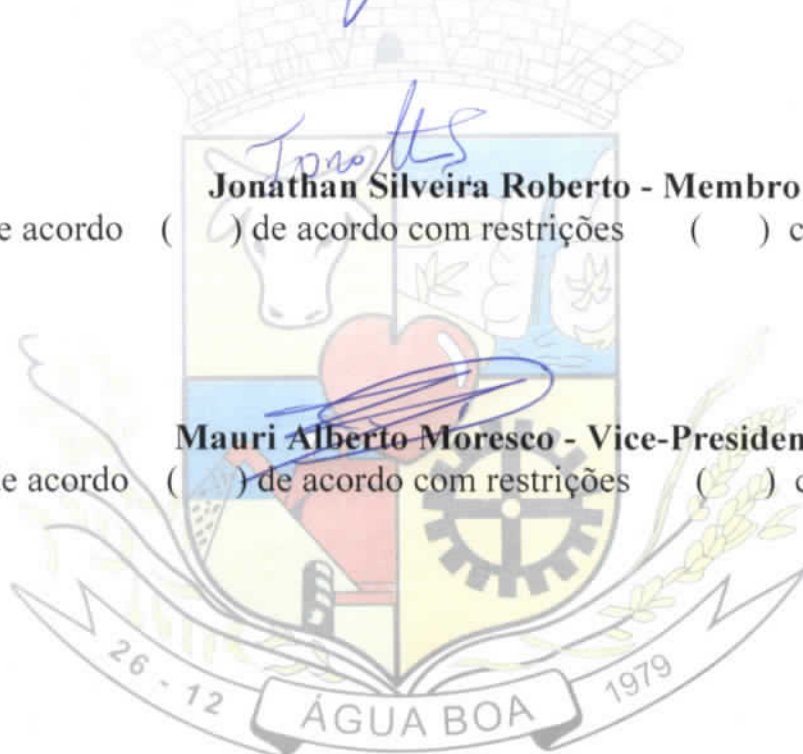 Jonathan Silveira Roberto - Membro
e acordo ( ) de acordo com restrições ( ) c
Mauri Alberto Moresco - Vice-Presiden
e acordo ( ) de acordo com restrições ( ) c
26 - 12 ÁGUA BOA 1979